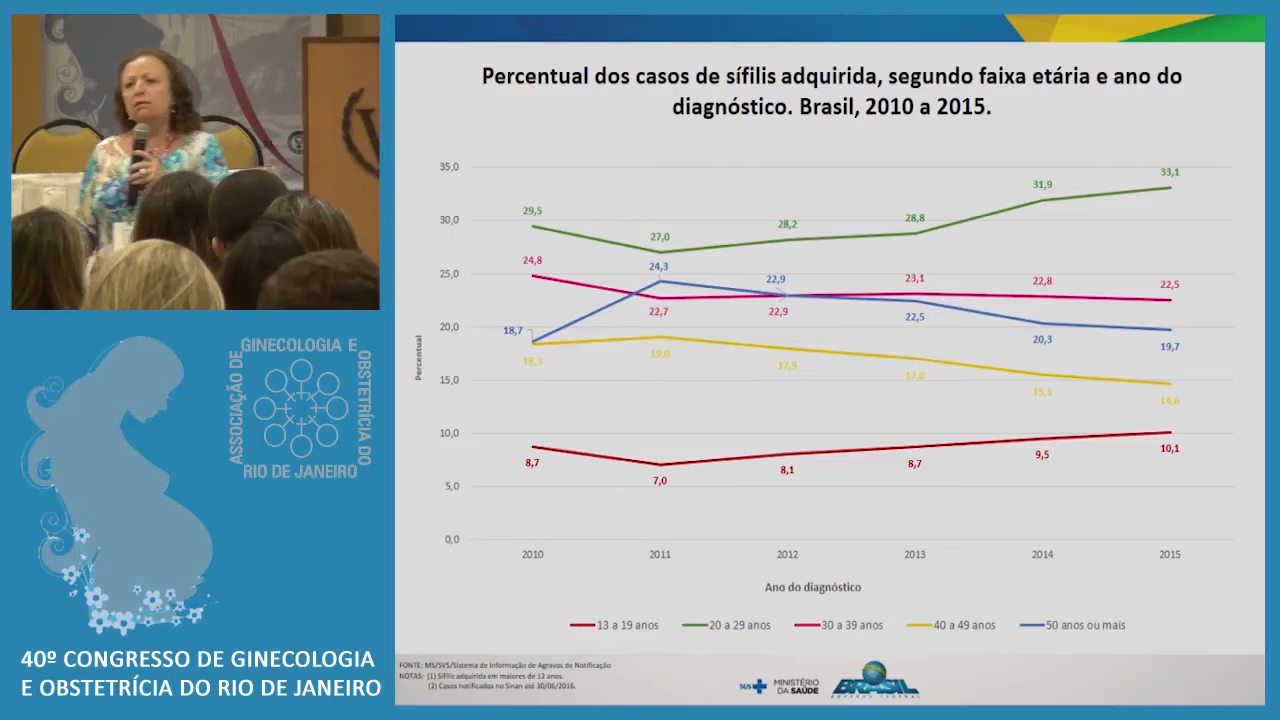 Percentual dos casos de sífilis adquirida, segundo faixa etária e ano do
diagnóstico. Brasil, 2010 a 2015.
35,0
30,0
25,0
20,0
15,0
10,0
5,0
0,0
Percentual
29,5
27,0
28,2
28,8
31,9
33,1
24,8
22,7
22,9
23,1
22,8
22,5
18,7
24,3
22,9
22,5
20,3
19,7
18,3
19,0
17,9
17,0
15,5
14,6
8,7
7,0
8,1
8,7
9,5
10,1
2010
2011
2012
2013
2014
2015
Ano do diagnóstico
13 a 19 anos
20 a 29 anos
30 a 39 anos
40 a 49 anos
50 anos ou mais
FONTE: MS/SVS/Sistema de Informação de Agravos de Notificação
NOTAS: (1) Sífilis adquirida em maiores de 12 anos.
(2) Casos notificados no Sinan até 30/06/2016.
SUS
MINISTÉRIO
DA SAÚDE
BRASIL
GOVERNO FEDERAL
ASSOCIAÇÃO DE
GINECOLOGIA E
OBSTETRÍCIA DO
RIO DE JANEIRO
40º CONGRESSO DE GINECOLOGIA
E OBSTETRÍCIA DO RIO DE JANEIRO